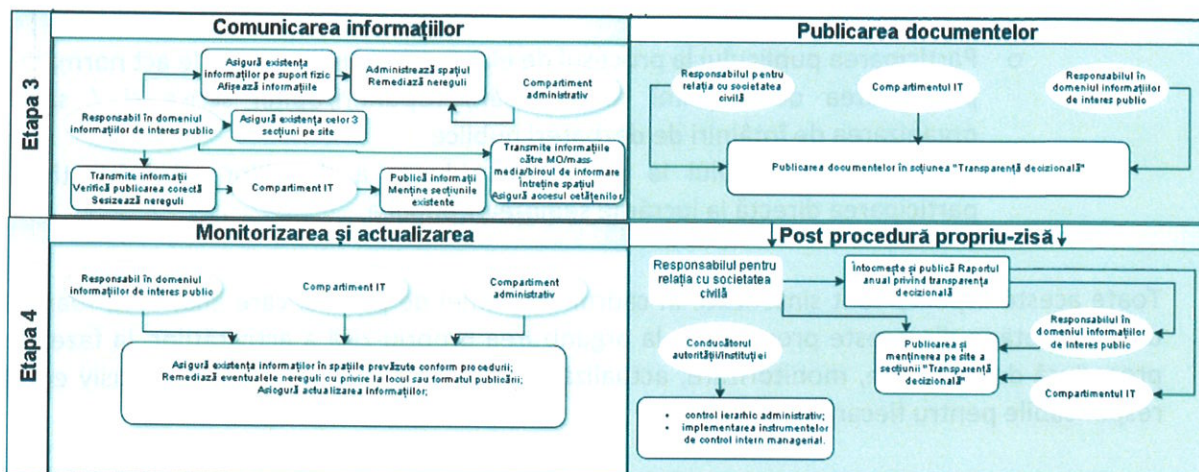 Etapa 3
Comunicarea informațiilor
Asigură existența
informațiilor pe suport fizic
Afișează informațiile
Administrează spațiul
Remediază nereguli
Compartiment
administrativ
Responsabil în domeniul
informațiilor de interes public
Asigură existența celor 3
secțiuni pe site
Transmite informații
Verifică publicarea corectă
Sesizează nereguli
Compartiment IT
Publică informații
Menține secțiunile
existente
Transmite informațiile
către MO/mass-
media/biroul de informare
Întreține spațiul
Asigură accesul cetățenilor
Publicarea documentelor
Responsabilul pentru
relația cu societatea
civilă
Compartimentul IT
Responsabilul în
domeniul informațiilor
de interes public
Publicarea documentelor în scțiunea "Transparență decizională"
Etapa 4
Monitorizarea și actualizarea
Responsabil în domeniul
informațiilor de interes public
Compartiment IT
Compartiment
administrativ
Asigură existența informațiilor în spațiile prevăzute conform procedurii;
Remediază eventualele nereguli cu privire la locul sau formatul publicării;
Asigură actualizarea informațiilor;
Post procedură propriu-zisă
Responsabilul pentru
relația cu societatea
civilă
Întocmește și publică Raportul
anual privind transparența
decizională
Responsabilul în
domeniul informațiilor
de interes public
Conducătorul
autorității/instituției
Publicarea și
menținerea pe site a
secțiunii "Transparență
decizională"
Compartimentul IT
• control ierarhic administrativ;
• implementarea instrumentelor
de control intern managerial.